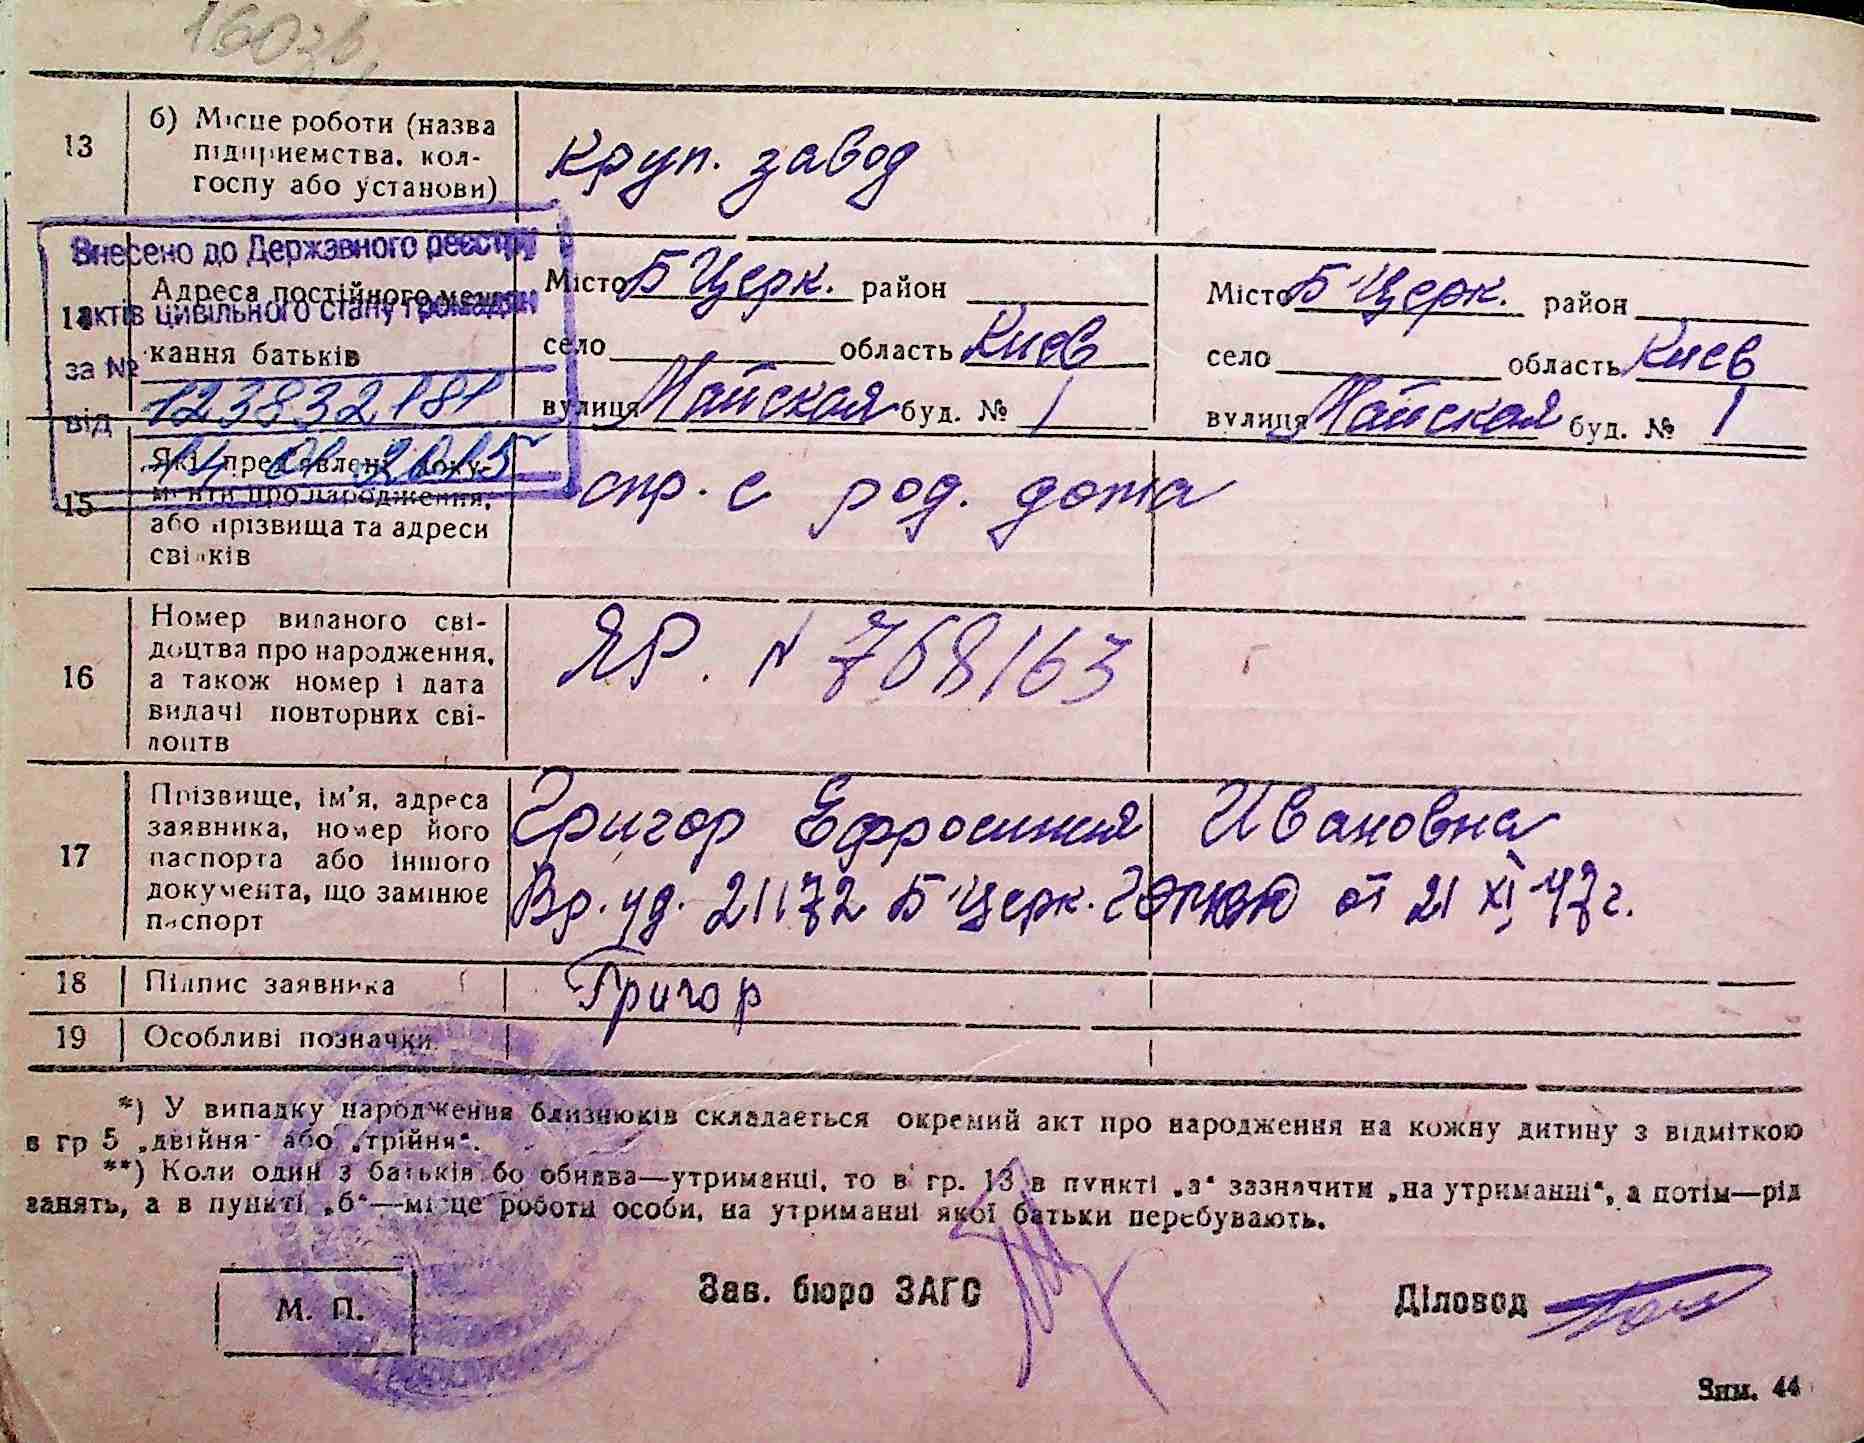 160зв.
13 б) Місце роботи (назва підприємства, колгоспу або установи) круп. завод
Внесено до Державного реєстру
актів цивільного стану громадян
за № 123832181
від 14 01 2015
14 Адреса постійного мешкання батьків
Місто Б Церк. район Місто Б Церк. район
село область Киев село область Киев
вулиця Майская буд. № 1 вулиця Майская буд. № 1
15 Які пред'явлені документи про народження, або прізвища та адреси свідків
спр. с род. дома
16 Номер виданого свідоцтва про народження, а також номер і дата видачі повторних свідоцтв
ЯР. N 768163
17 Прізвище, ім'я, адреса заявника, номер його паспорта або іншого документа, що замінює паспорт
Григор Ефросиния Ивановна
Вр. уд. 21172 Б Церк. от 21 XI 47 г.
18 Підпис заявника Григор
19 Особливі позначки
*) У випадку народження близнюків складається окремий акт про народження на кожну дитину з відміткою
в гр 5 „двійня“ або „трійня“.
**) Коли один з батьків бо обидва—утриманці, то в гр. 13 в пункті „а“ зазначити „на утриманні“, а потім—рід
занять, а в пункті „б“—місце роботи особи, на утриманні якої батьки перебувають.
М. П.
Зав. бюро ЗАГС
Діловод
Зим. 44